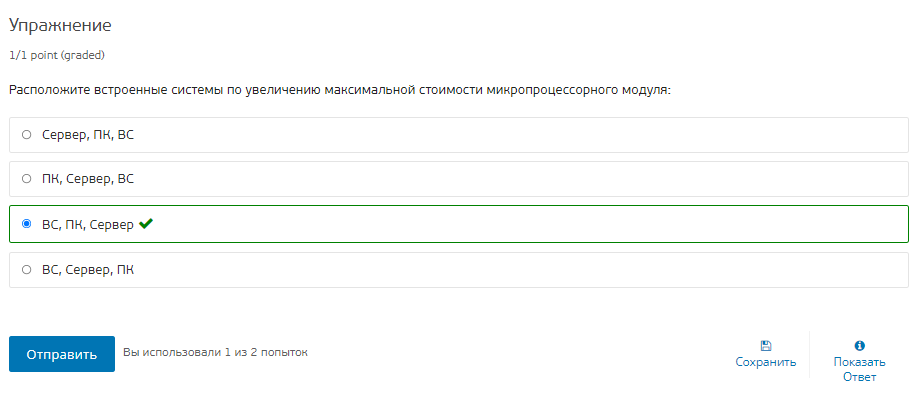 Упражнение
1/1 point (graded)
Расположите встроенные системы по увеличению максимальной стоимости микропроцессорного модуля:
Сервер, ПК, ВС
ПК, Сервер, ВС
ВС, ПК, Сервер
ВС, Сервер, ПК
Отправить
Вы использовали 1 из 2 попыток
Сохранить
Показать
Ответ